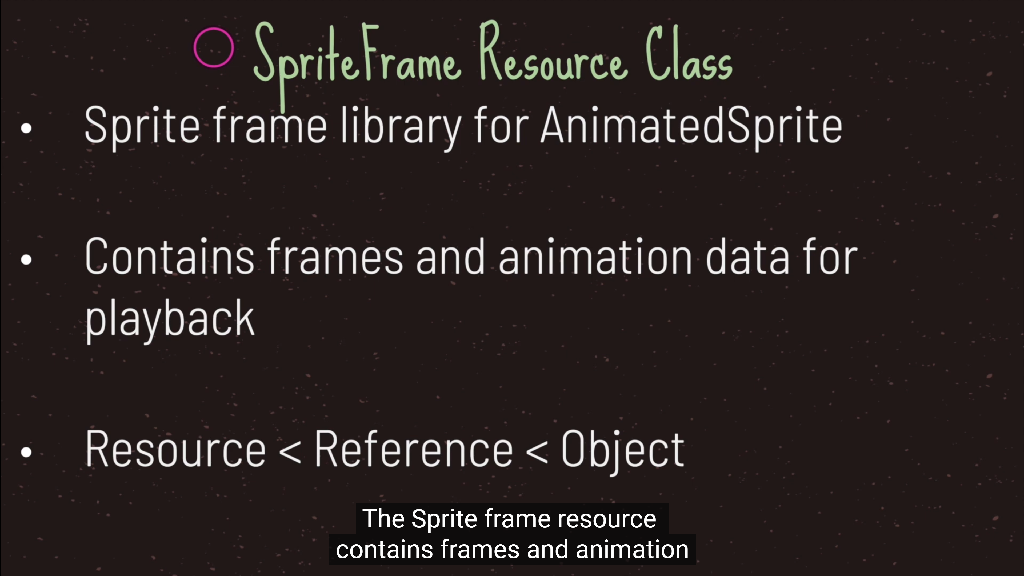 SpriteFrame Resource Class
• Sprite frame library for AnimatedSprite
• Contains frames and animation data for
playback
• Resource < Reference < Object
The Sprite frame resource
contains frames and animation